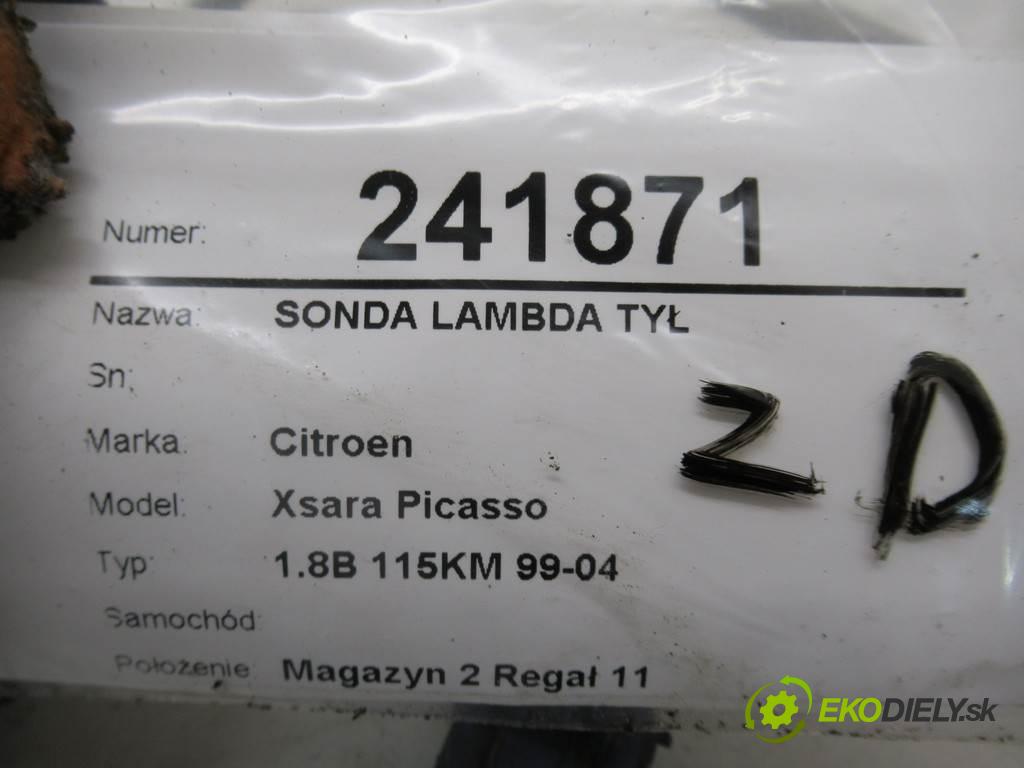 Numer: 241871
Nazwa: SONDA LAMBDA TYŁ
Sn:
Marka: Citroen
Model: Xsara Picasso
Typ: 1.8B 115KM 99-04
Samochód:
Położenie: Magazyn 2 Regał 11
ZD
EKODIELY.sk